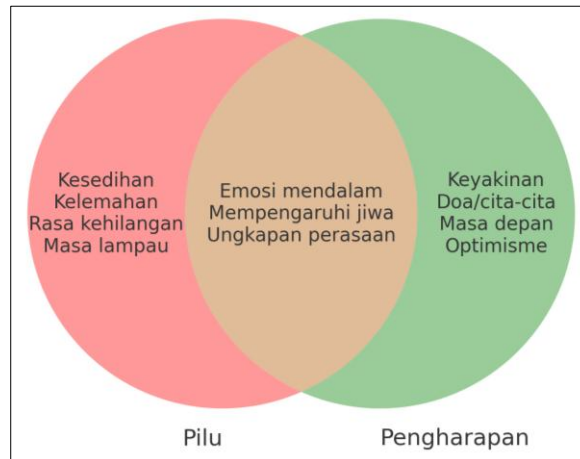 Kesedihan
Kelemahan
Rasa kehilangan
Masa lampau
Emosi mendalam
Mempengaruhi jiwa
Ungkapan perasaan
Keyakinan
Doa/cita-cita
Masa depan
Optimisme
Pilu
Pengharapan